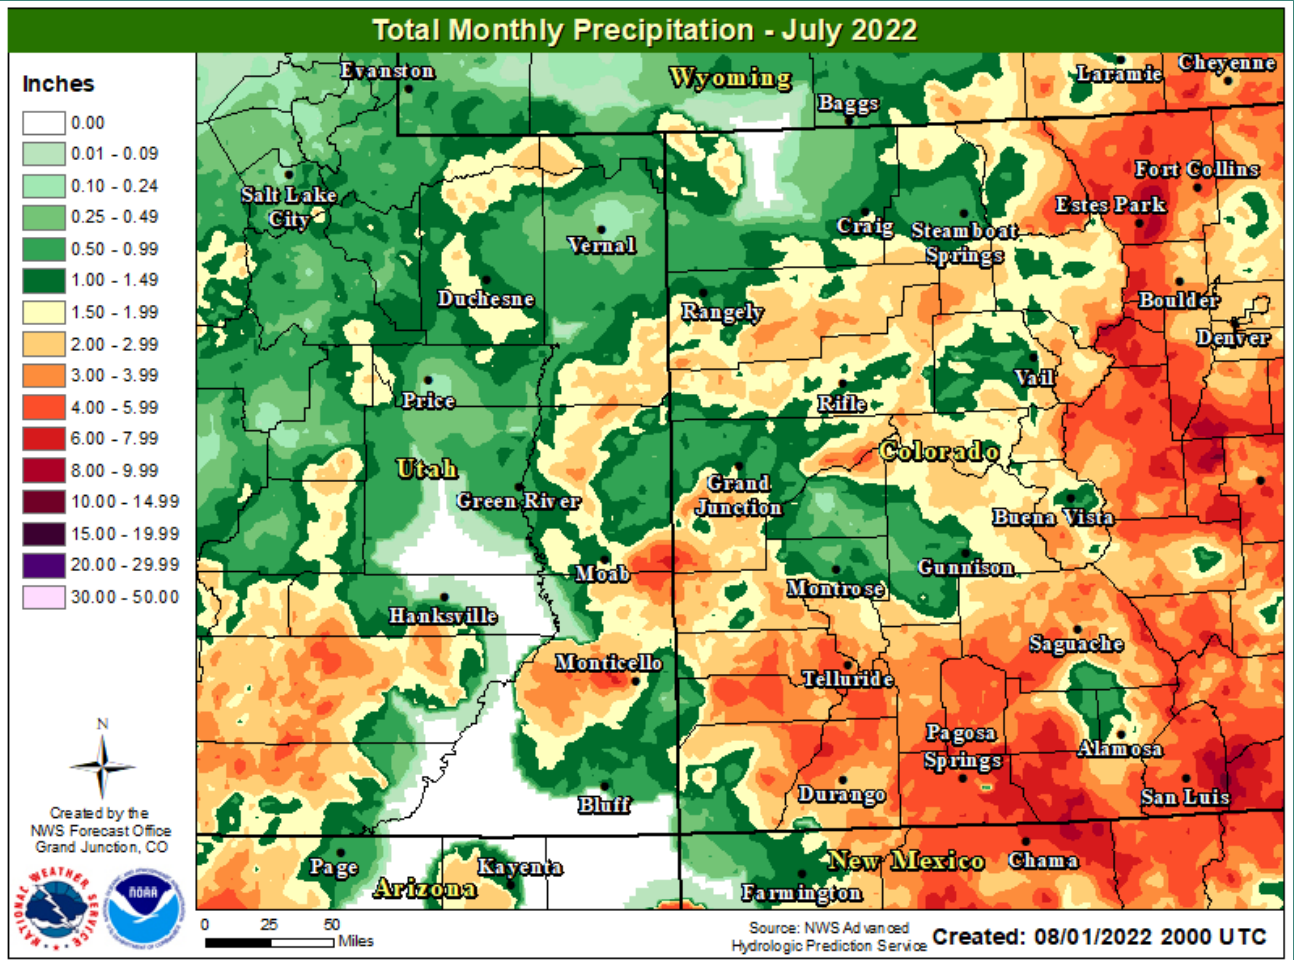 Total Monthly Precipitation - July 2022
Inches
0.00
0.01 - 0.09
0.10 - 0.24
0.25 - 0.49
0.50 - 0.99
1.00 - 1.49
1.50 - 1.99
2.00 - 2.99
3.00 - 3.99
4.00 - 5.99
6.00 - 7.99
8.00 - 9.99
10.00 - 14.99
15.00 - 19.99
20.00 - 29.99
30.00 - 50.00
Evanston
Wyoming
Baggs
Laramie
Cheyenne
Salt Lake
City
Vernal
Craig
Steamboat
Springs
Fort Collins
Estes Park
Duchesne
Rangely
Boulder
Denver
Price
Rifle
Vail
Utah
Green River
Grand
Junction
Colorado
Buena Vista
Moab
Montrose
Gunnison
Hanksville
Monticello
Telluride
Saguache
Pagosa
Springs
Alamosa
Bluff
Durango
San Luis
Page
Arizona
Kayenta
Farmington
New Mexico
Chama
N
Created by the
NWS Forecast Office
Grand Junction, CO
NATIONAL WEATHER SERVICE
NOAA
0 25 50
Miles
Source: NWS Advanced
Hydrologic Prediction Service
Created: 08/01/2022 2000 UTC